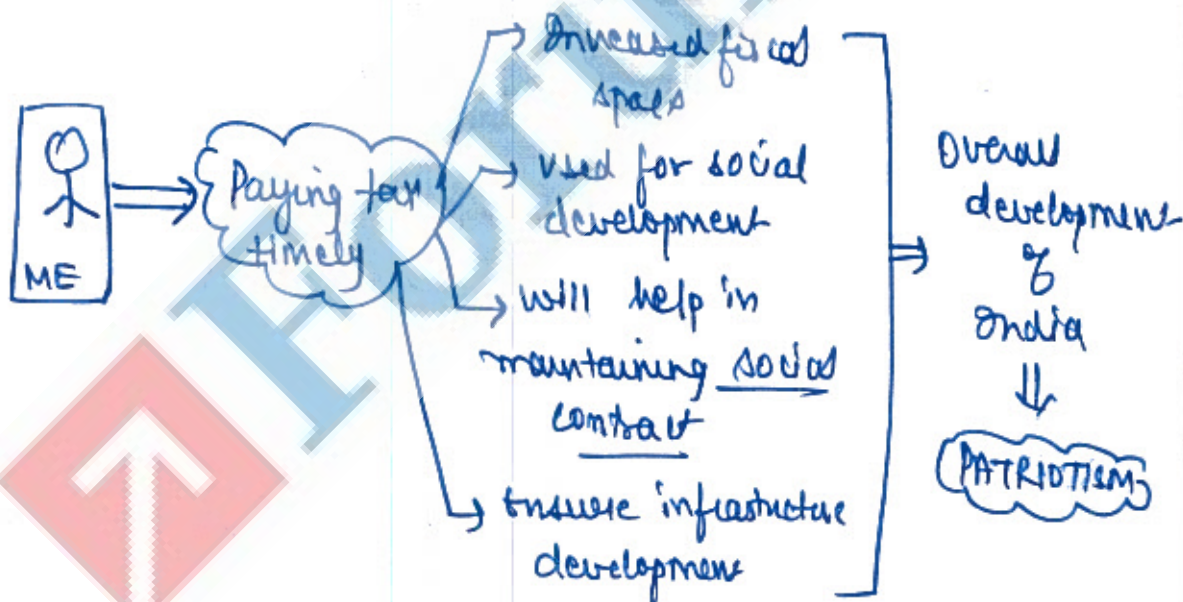 ME
Paying tax
timely
Increased fiscal
space
used for social
development
will help in
maintaining social
contract
Ensure infrastructure
development
Overall
development
of
India
PATRIOTISM